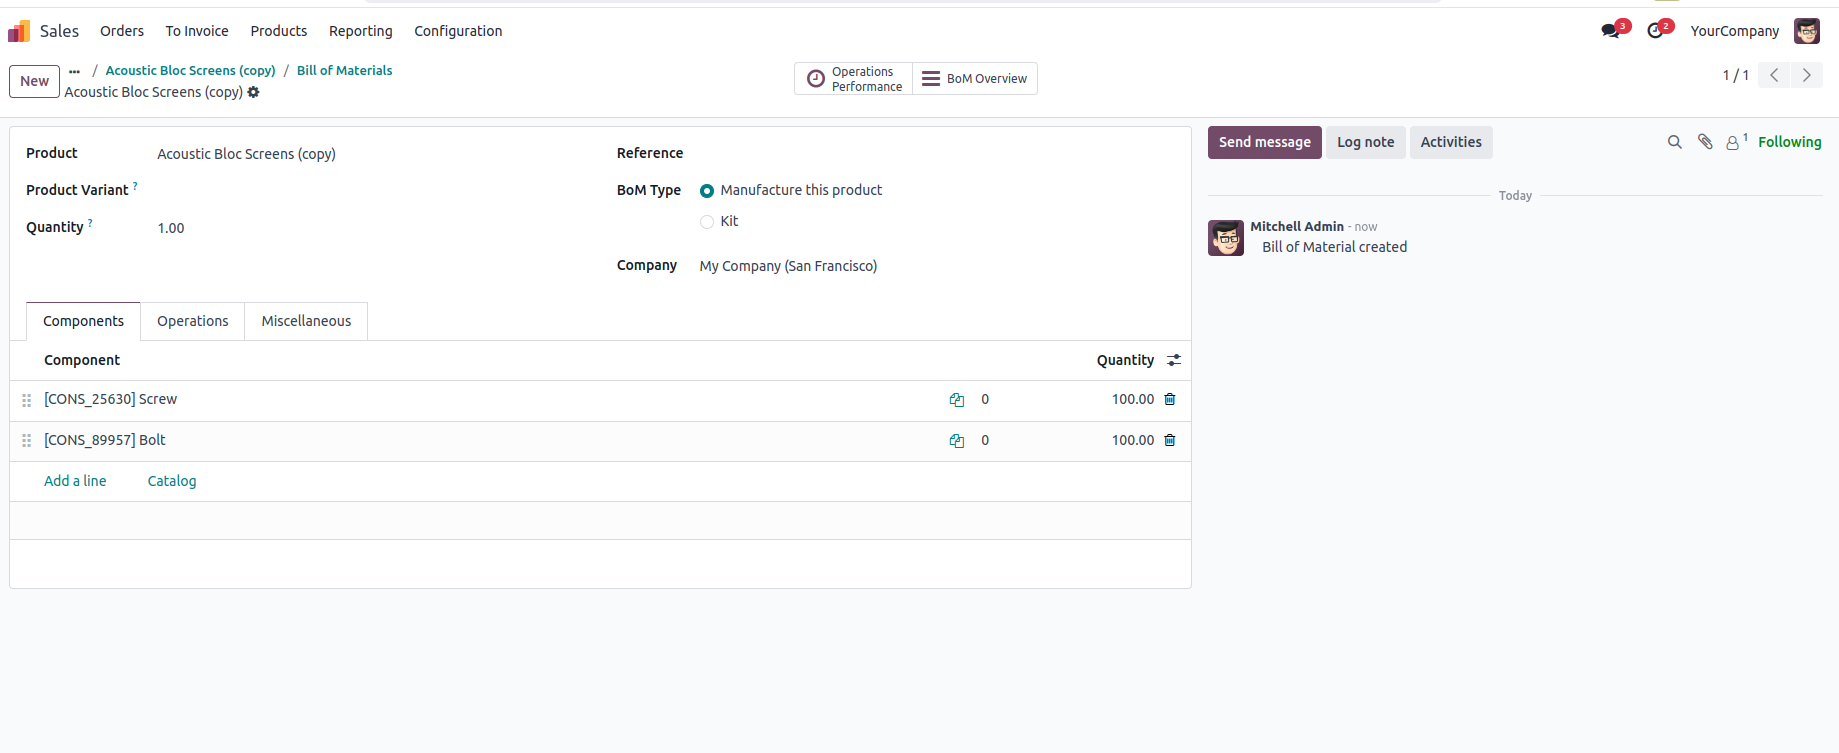 Sales Orders To Invoice Products Reporting Configuration 3 2 YourCompany
New ... / Acoustic Bloc Screens (copy) / Bill of Materials
Acoustic Bloc Screens (copy)
Operations
Performance
BoM Overview
1 / 1
Product Acoustic Bloc Screens (copy)
Product Variant ?
Quantity ? 1.00
Reference
BoM Type Manufacture this product
Kit
Company My Company (San Francisco)
Components Operations Miscellaneous
Component Quantity
[CONS_25630] Screw 0 100.00
[CONS_89957] Bolt 0 100.00
Add a line Catalog
Send message Log note Activities 1 Following
Today
Mitchell Admin - now
Bill of Material created